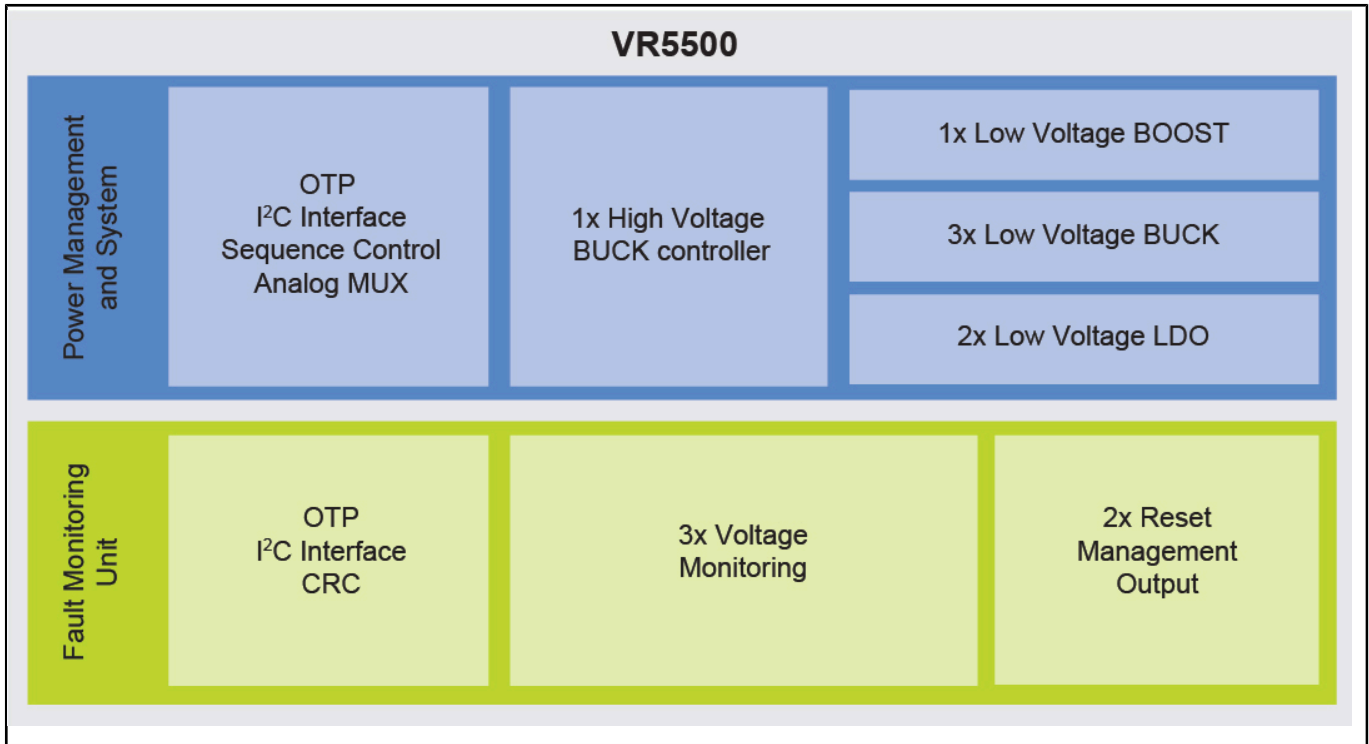 VR5500
Power Management
and System
OTP
I²C Interface
Sequence Control
Analog MUX
1x High Voltage
BUCK controller
1x Low Voltage BOOST
3x Low Voltage BUCK
2x Low Voltage LDO
Fault Monitoring
Unit
OTP
I²C Interface
CRC
3x Voltage
Monitoring
2x Reset
Management
Output